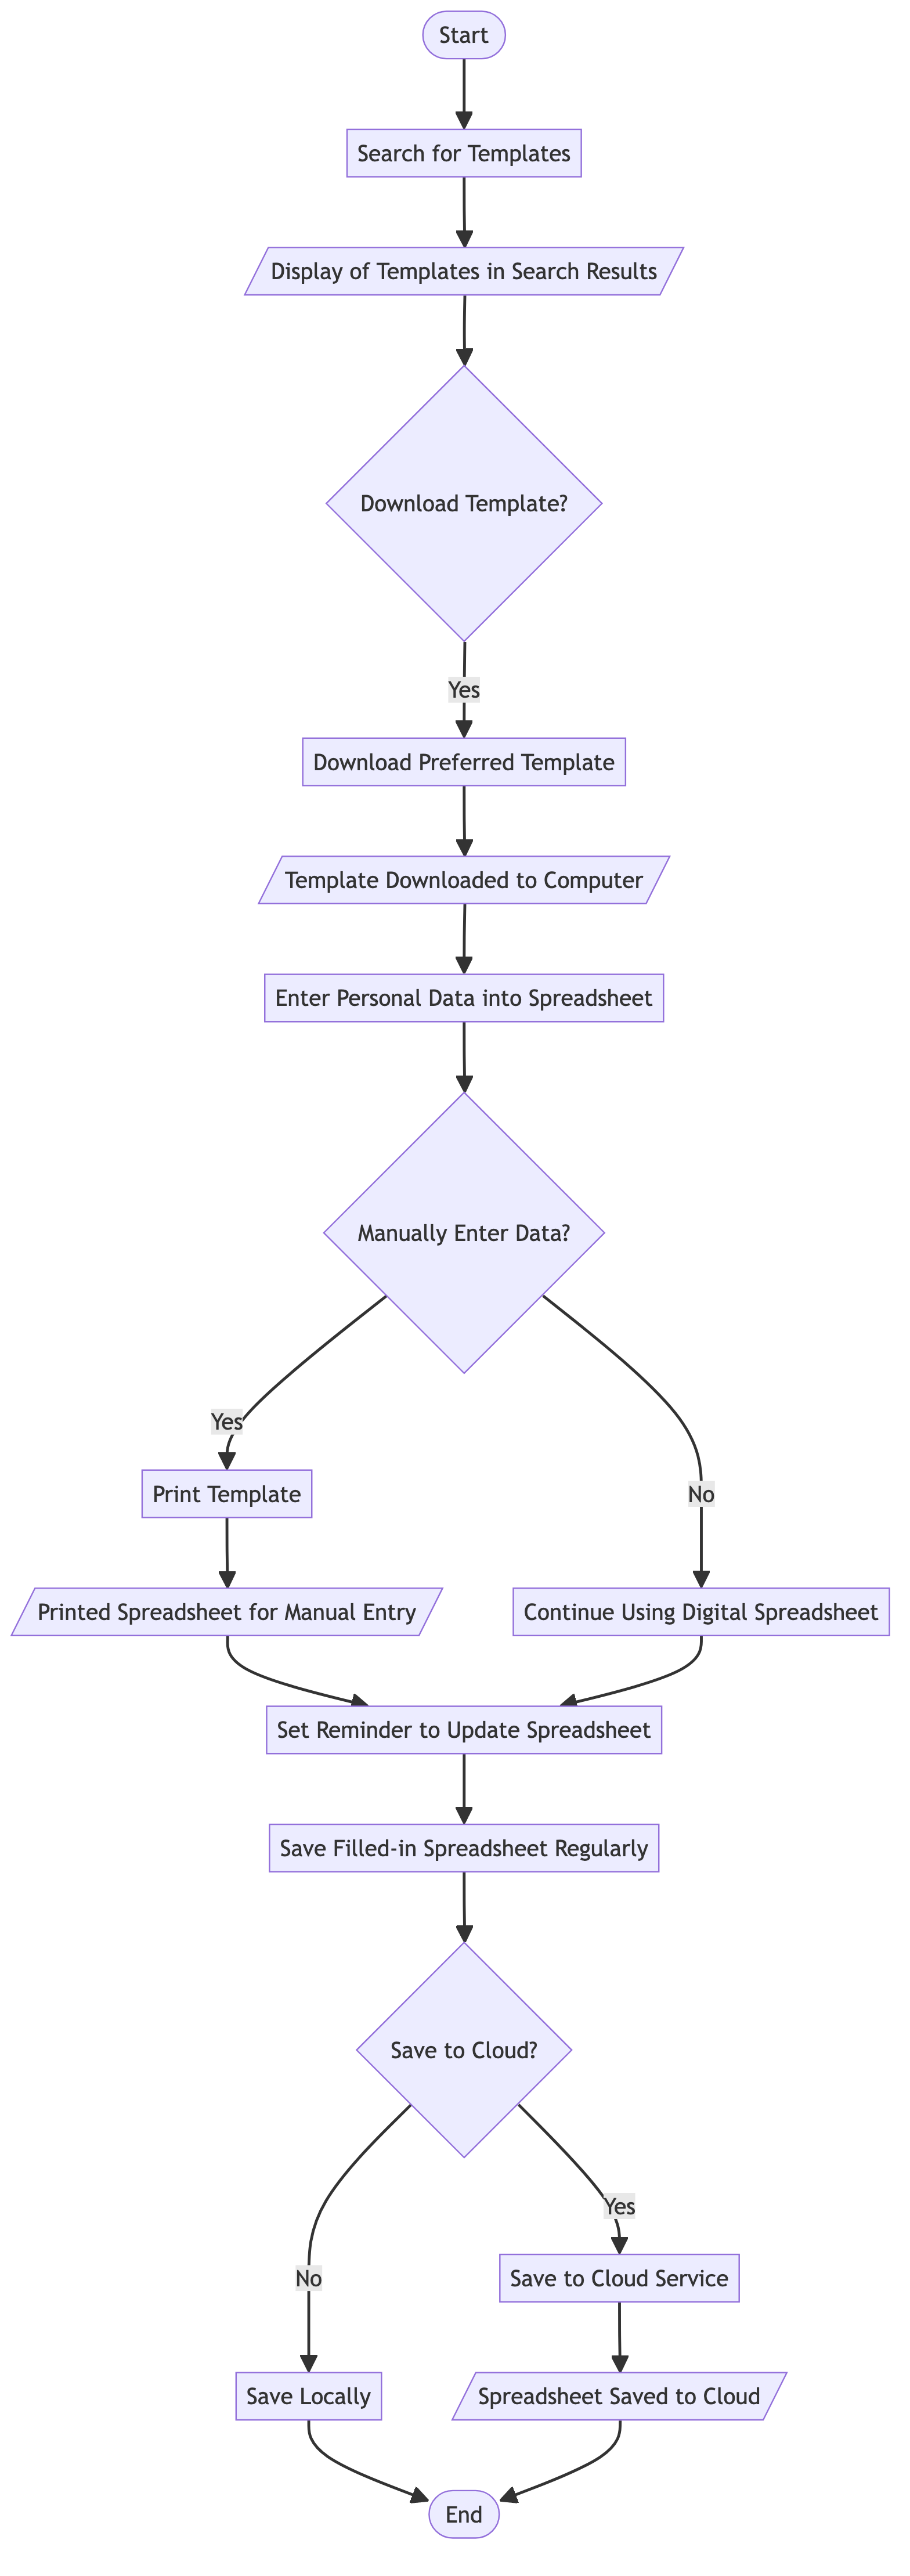 Start
Search for Templates
Display of Templates in Search Results
Download Template?
Yes
Download Preferred Template
Template Downloaded to Computer
Enter Personal Data into Spreadsheet
Manually Enter Data?
Yes
Print Template
No
Printed Spreadsheet for Manual Entry
Continue Using Digital Spreadsheet
Set Reminder to Update Spreadsheet
Save Filled-in Spreadsheet Regularly
Save to Cloud?
Yes
No
Save to Cloud Service
Save Locally
Spreadsheet Saved to Cloud
End